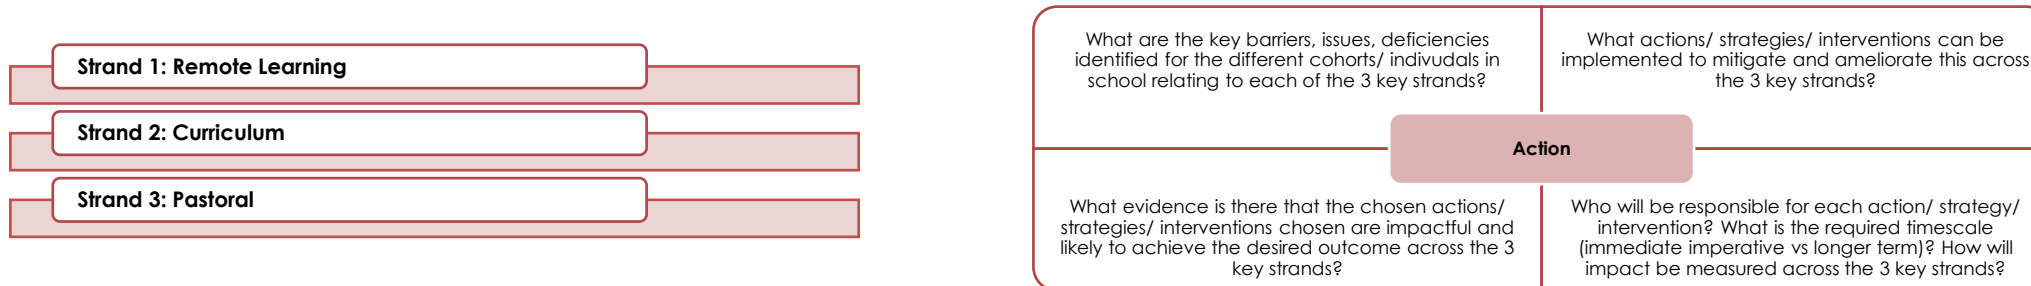 Strand 1: Remote Learning
Strand 2: Curriculum
Strand 3: Pastoral
What are the key barriers, issues, deficiencies
identified for the different cohorts/ indivudals in
school relating to each of the 3 key strands?
What actions/ strategies/ interventions can be
implemented to mitigate and ameliorate this across
the 3 key strands?
Action
What evidence is there that the chosen actions/
strategies/ interventions chosen are impactful and
likely to achieve the desired outcome across the 3
key strands?
Who will be responsible for each action/ strategy/
intervention? What is the required timescale
(immediate imperative vs longer term)? How will
impact be measured across the 3 key strands?